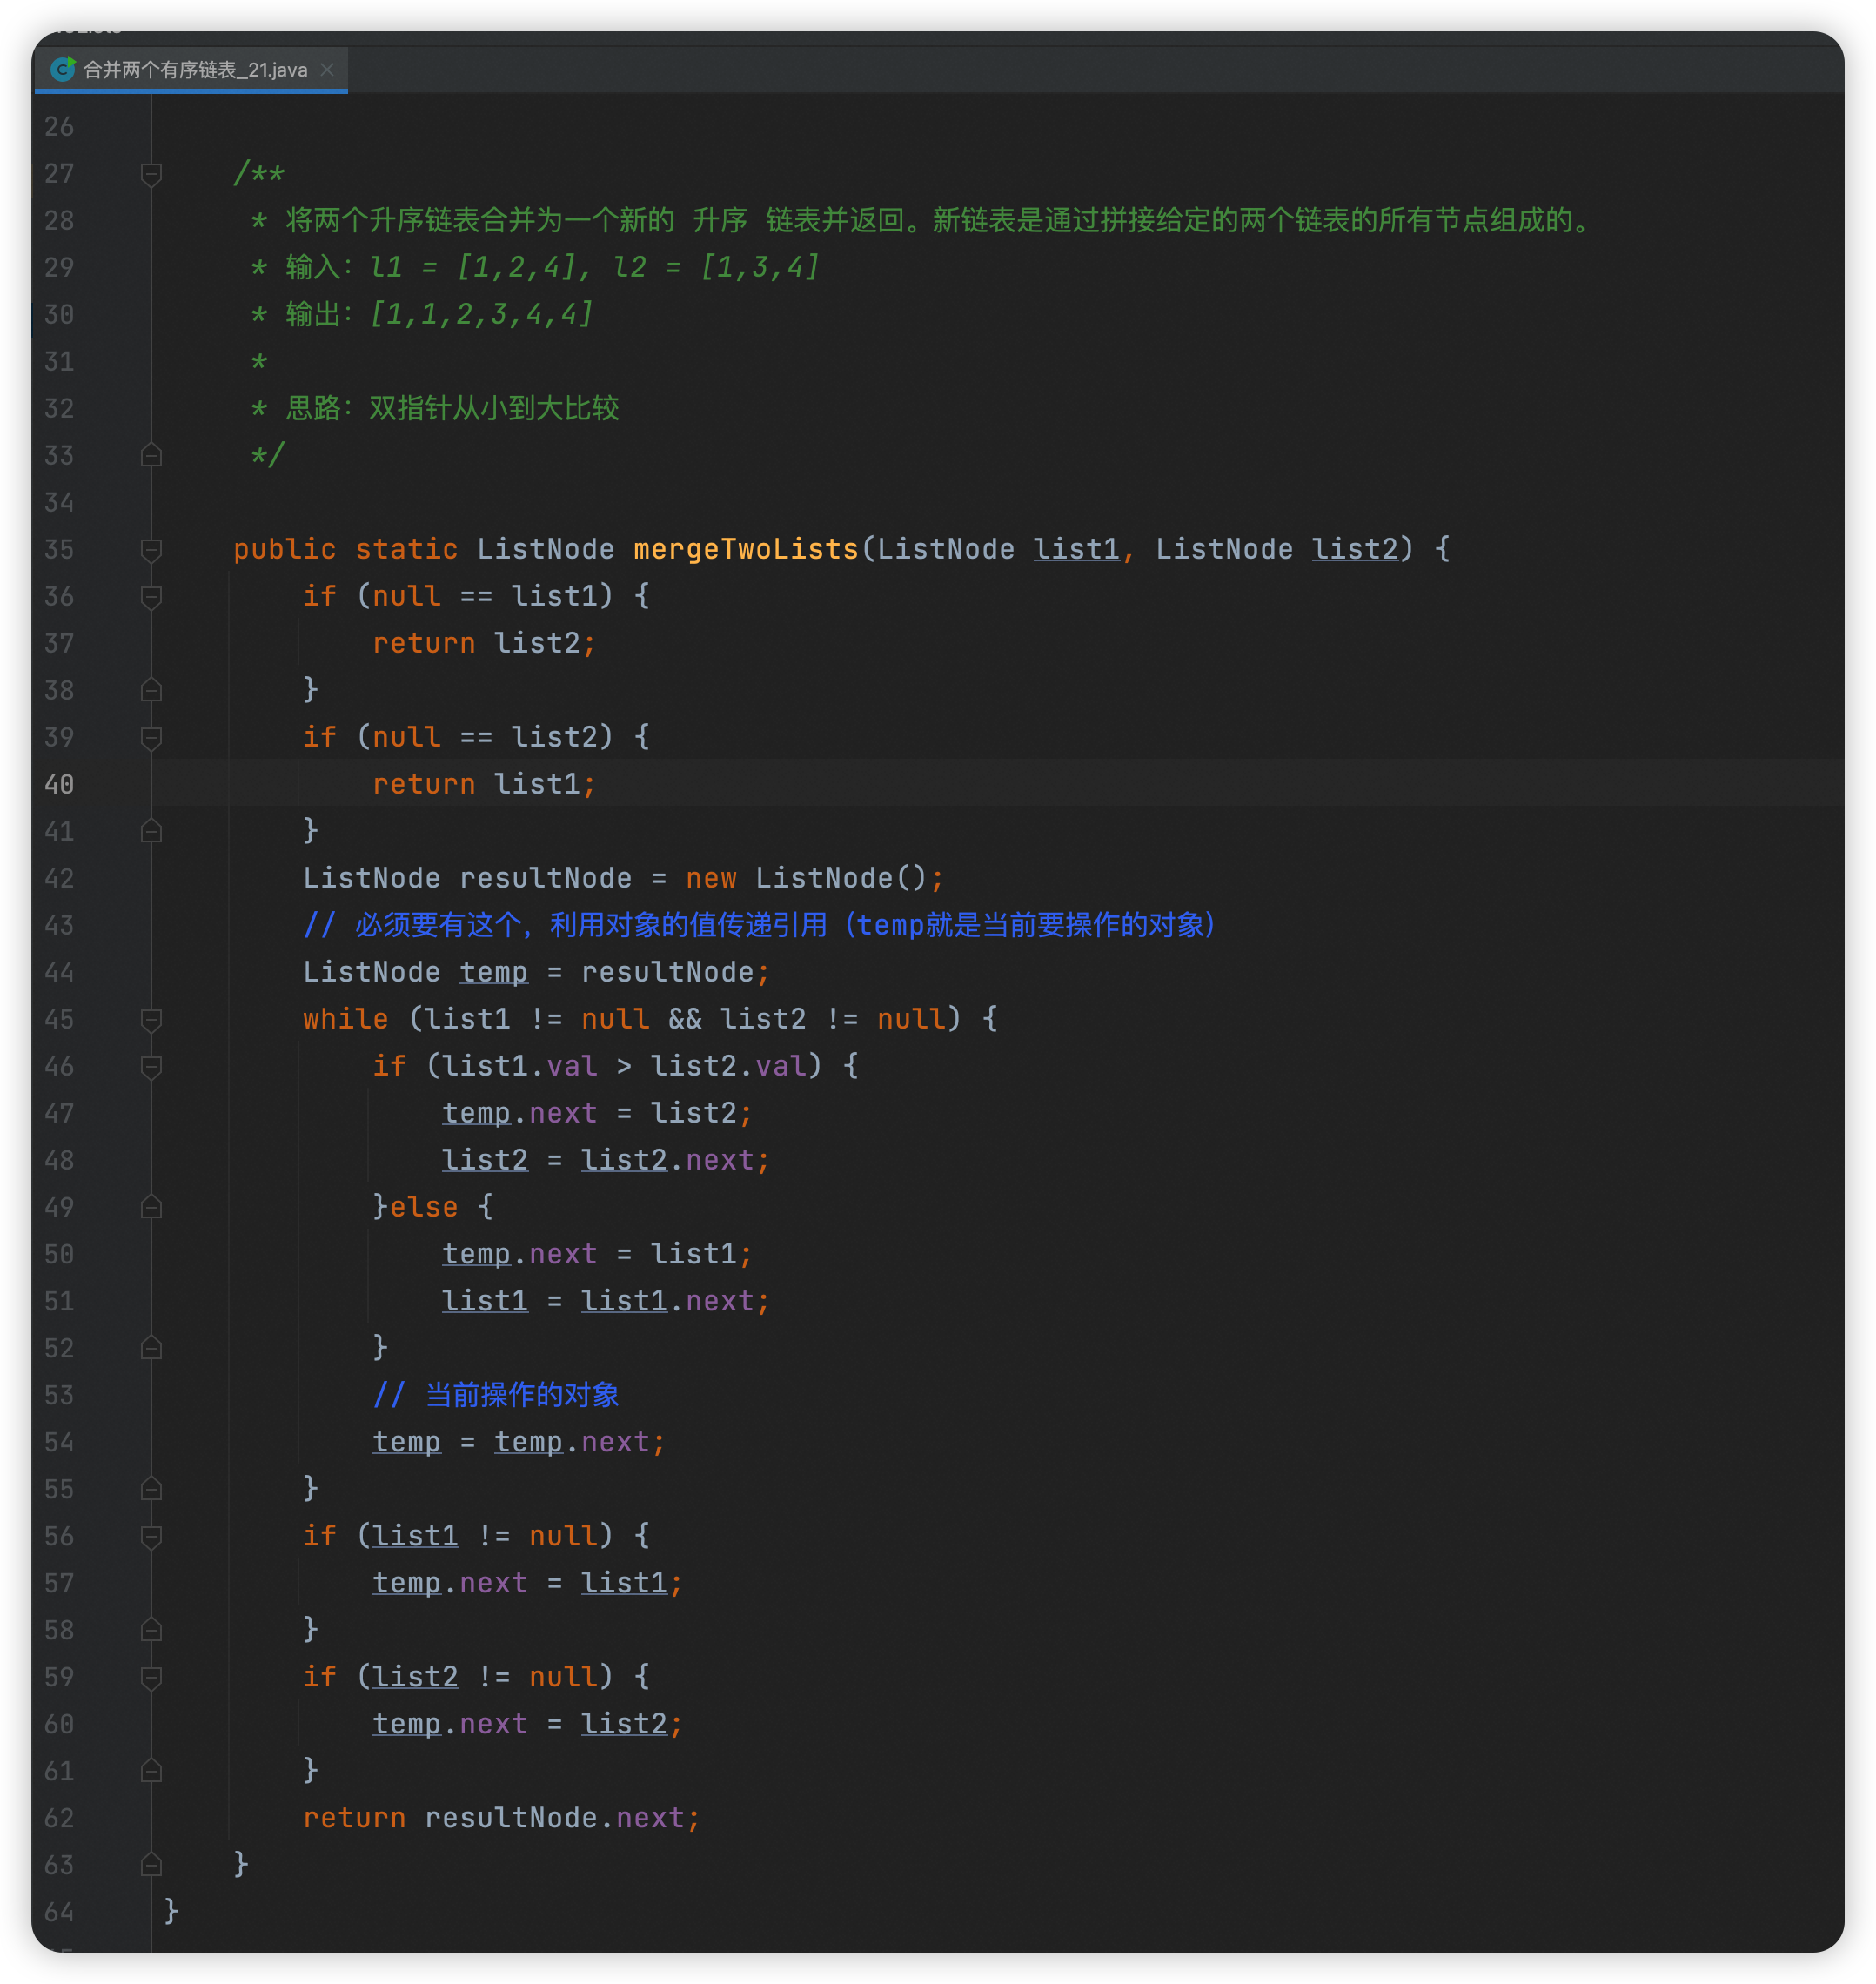 合并两个有序链表_21.java
26
27 /**
28 * 将两个升序链表合并为一个新的 升序 链表并返回。新链表是通过拼接给定的两个链表的所有节点组成的。
29 * 输入：l1 = [1,2,4], l2 = [1,3,4]
30 * 输出：[1,1,2,3,4,4]
31 *
32 * 思路：双指针从小到大比较
33 */
34
35 public static ListNode mergeTwoLists(ListNode list1, ListNode list2) {
36 if (null == list1) {
37 return list2;
38 }
39 if (null == list2) {
40 return list1;
41 }
42 ListNode resultNode = new ListNode();
43 // 必须要有这个，利用对象的值传递引用（temp就是当前要操作的对象）
44 ListNode temp = resultNode;
45 while (list1 != null && list2 != null) {
46 if (list1.val > list2.val) {
47 temp.next = list2;
48 list2 = list2.next;
49 }else {
50 temp.next = list1;
51 list1 = list1.next;
52 }
53 // 当前操作的对象
54 temp = temp.next;
55 }
56 if (list1 != null) {
57 temp.next = list1;
58 }
59 if (list2 != null) {
60 temp.next = list2;
61 }
62 return resultNode.next;
63 }
64 }